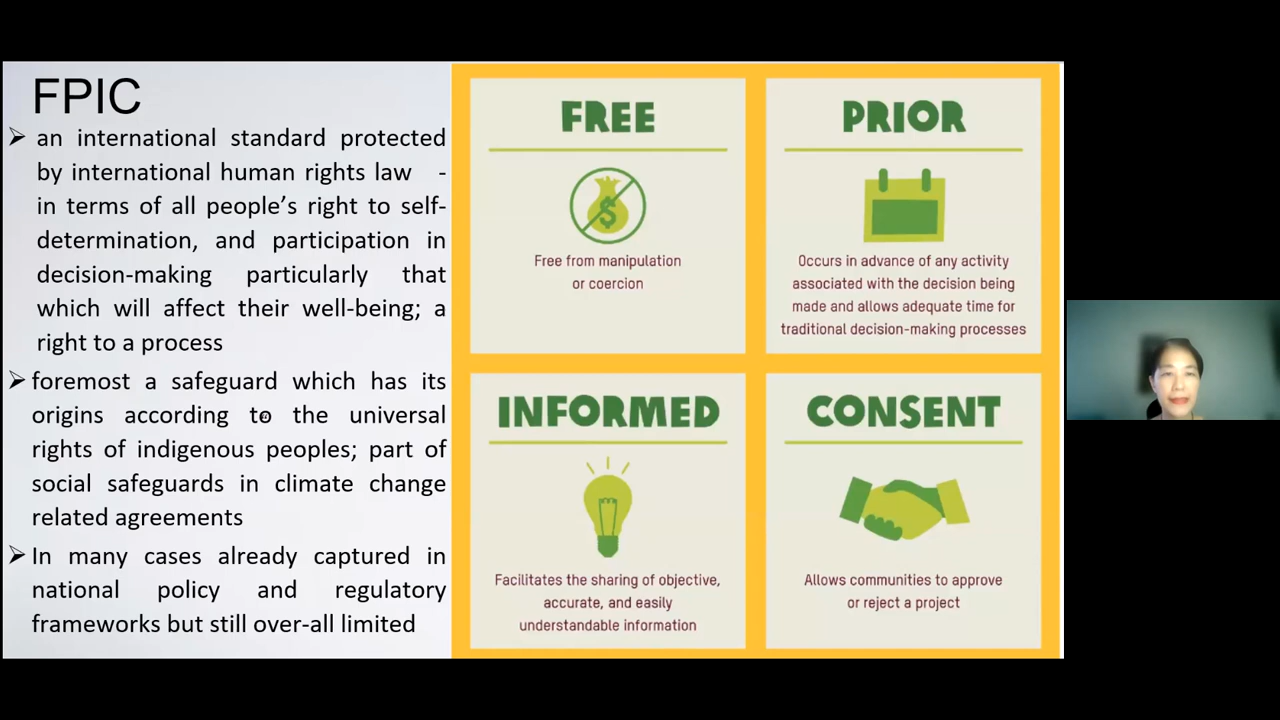 FPIC
➢ an international standard protected
by international human rights law -
in terms of all people’s right to self-
determination, and participation in
decision-making particularly that
which will affect their well-being; a
right to a process
➢ foremost a safeguard which has its
origins according to the universal
rights of indigenous peoples; part of
social safeguards in climate change
related agreements
➢ In many cases already captured in
national policy and regulatory
frameworks but still over-all limited
FREE
$
Free from manipulation
or coercion
PRIOR
Occurs in advance of any activity
associated with the decision being
made and allows adequate time for
traditional decision-making processes
INFORMED
Facilitates the sharing of objective,
accurate, and easily
understandable information
CONSENT
Allows communities to approve
or reject a project